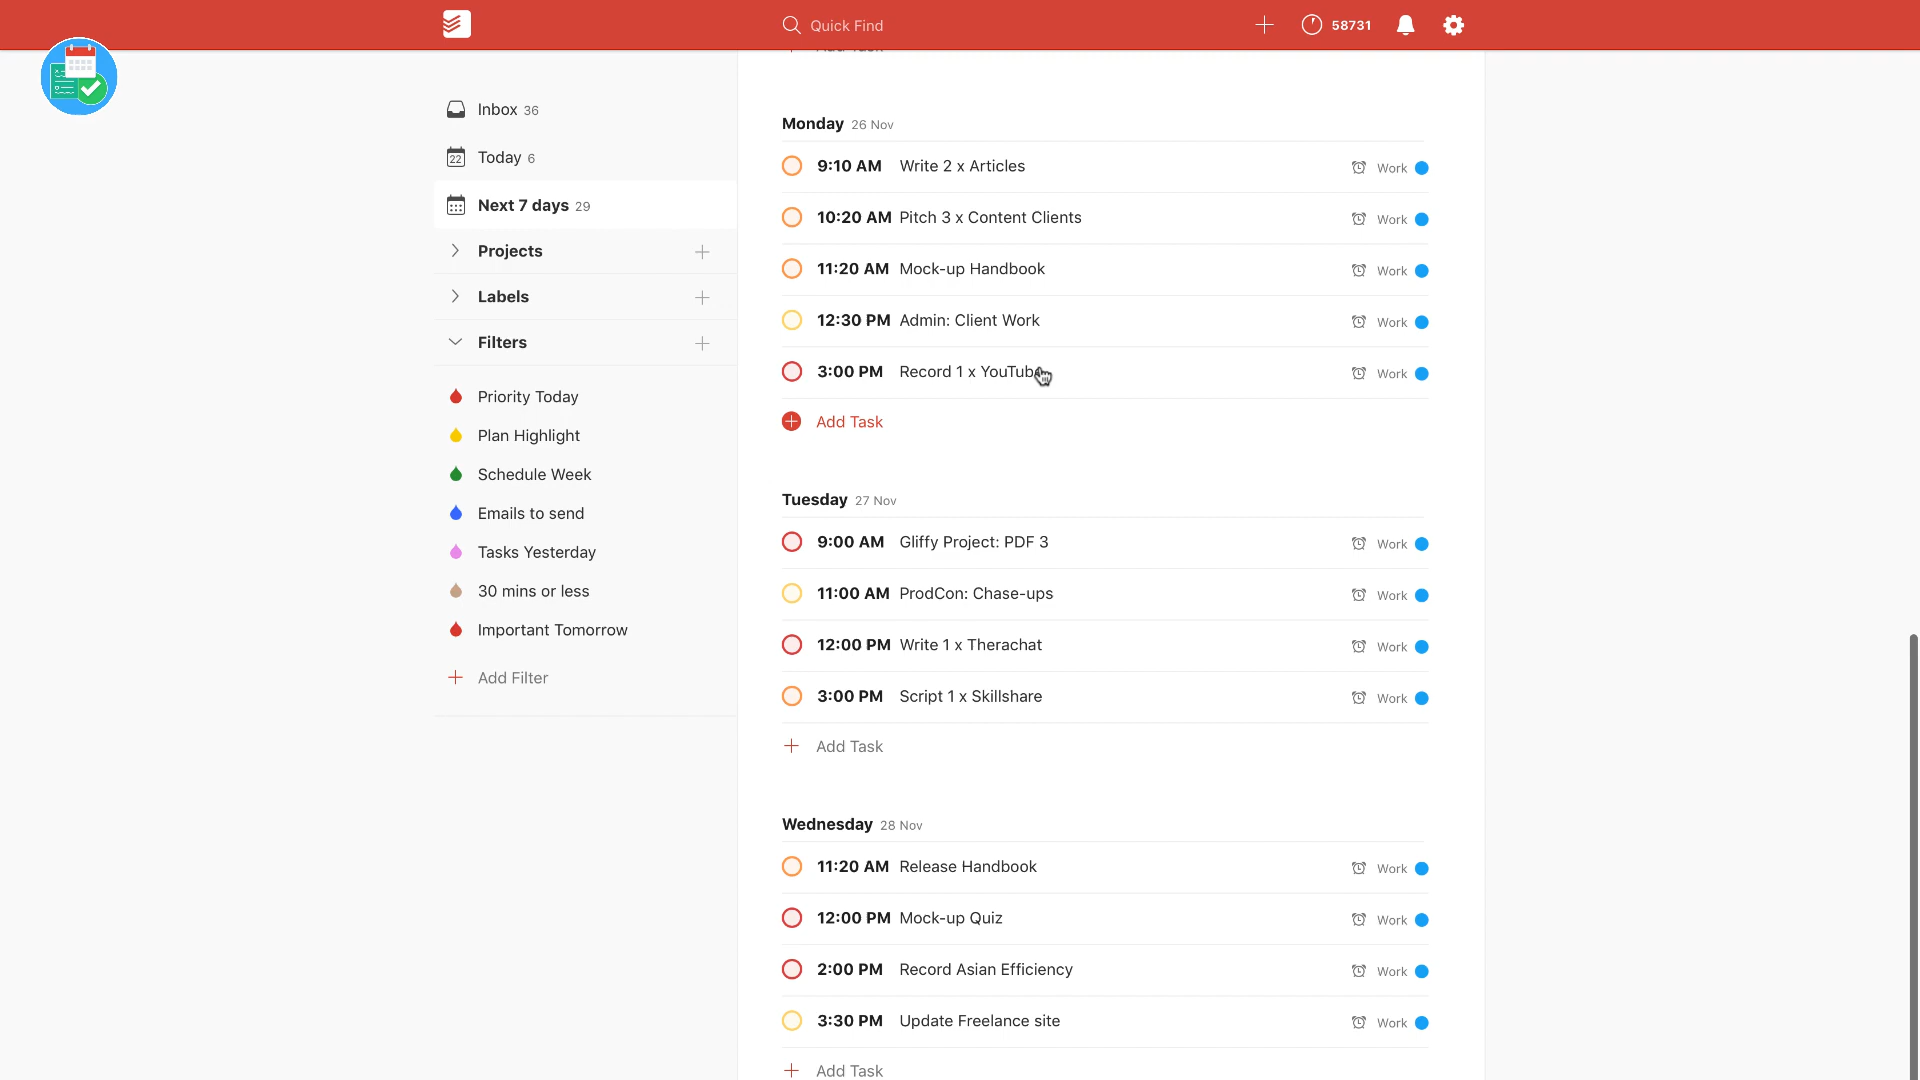 Quick Find
58731
Inbox 36
22 Today 6
Next 7 days 29
Projects
Labels
Filters
Priority Today
Plan Highlight
Schedule Week
Emails to send
Tasks Yesterday
30 mins or less
Important Tomorrow
Add Filter
Add Task
Monday 26 Nov
9:10 AM Write 2 x Articles Work
10:20 AM Pitch 3 x Content Clients Work
11:20 AM Mock-up Handbook Work
12:30 PM Admin: Client Work Work
3:00 PM Record 1 x YouTube Work
Add Task
Tuesday 27 Nov
9:00 AM Gliffy Project: PDF 3 Work
11:00 AM ProdCon: Chase-ups Work
12:00 PM Write 1 x Therachat Work
3:00 PM Script 1 x Skillshare Work
Add Task
Wednesday 28 Nov
11:20 AM Release Handbook Work
12:00 PM Mock-up Quiz Work
2:00 PM Record Asian Efficiency Work
3:30 PM Update Freelance site Work
Add Task